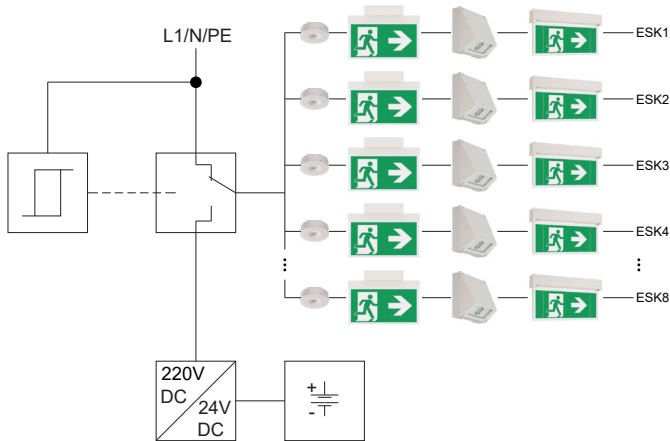 L1/N/PE
ESK1
ESK2
ESK3
ESK4
⋮
⋮
ESK8
220V
DC
24V
DC
+
-